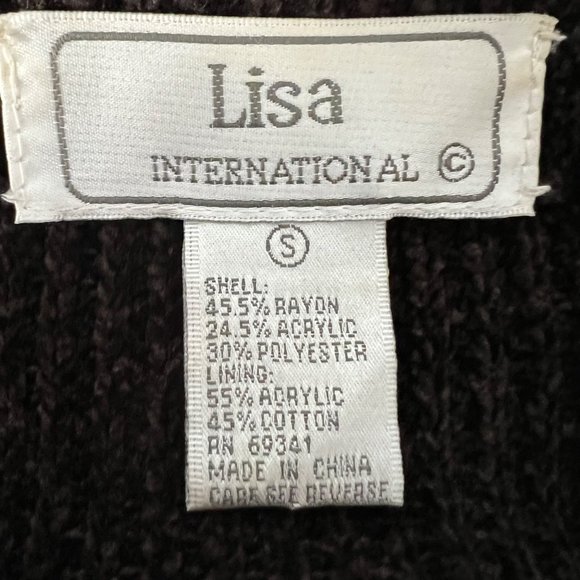 Lisa
INTERNATIONAL ©
S
SHELL:
45.5% RAYON
24.5% ACRYLIC
30% POLYESTER
LINING:
55% ACRYLIC
45% COTTON
RN 69341
MADE IN CHINA
CARE SEE REVERSE